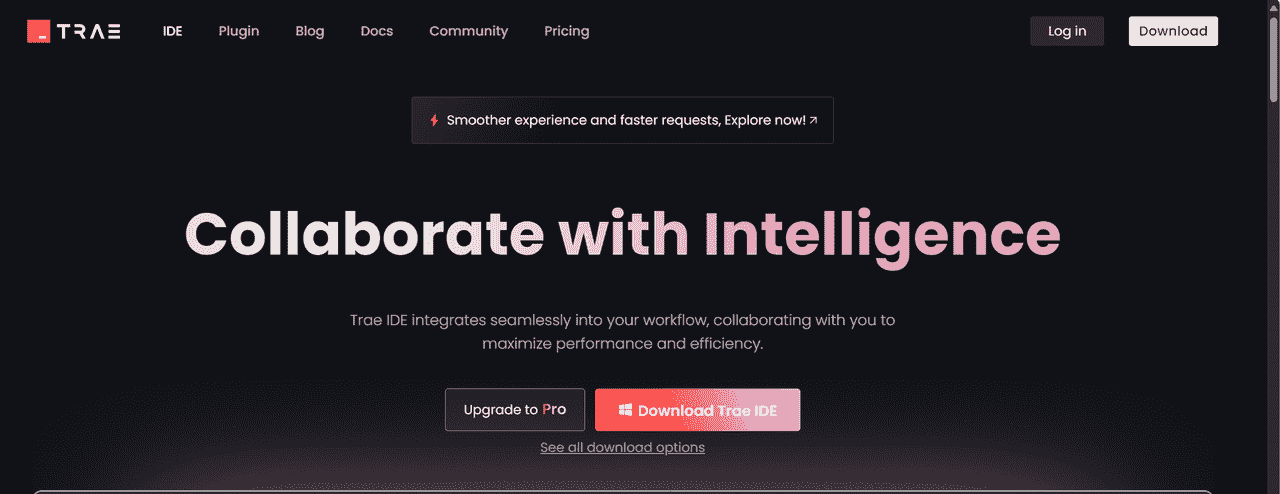 TRAE
IDE
Plugin
Blog
Docs
Community
Pricing
Log in
Download
Smoother experience and faster requests, Explore now!
Collaborate with Intelligence
Trae IDE integrates seamlessly into your workflow, collaborating with you to
maximize performance and efficiency.
Upgrade to Pro
Download Trae IDE
See all download options